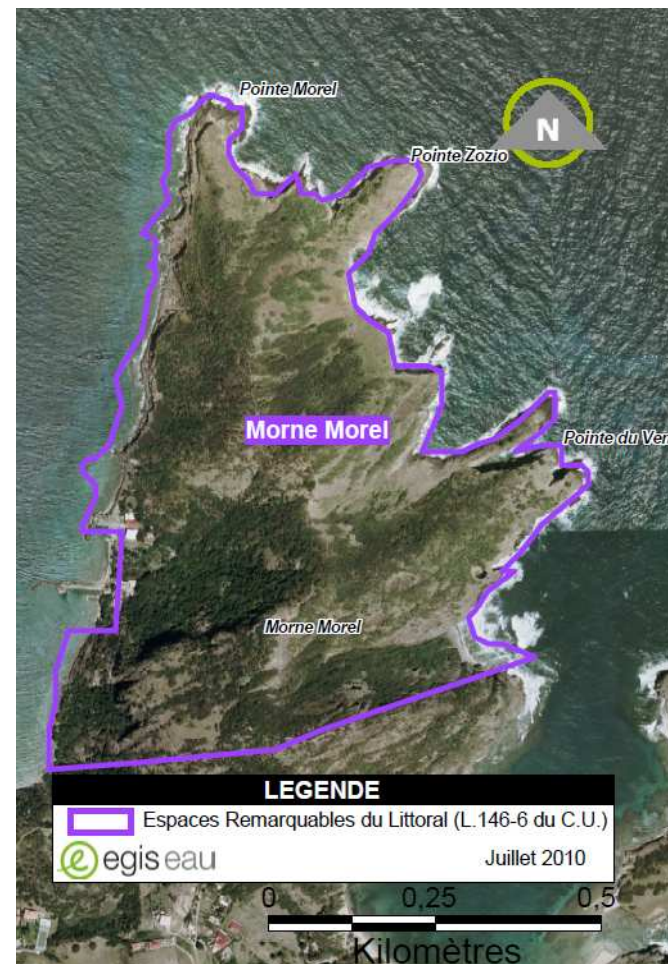 Pointe Morel
N
Pointe Zozio
Morne Morel
Pointe du Ver
Morne Morel
LEGENDE
Espaces Remarquables du Littoral (L.146-6 du C.U.)
egis eau
Juillet 2010
0 0,25 0,5
Kilomètres